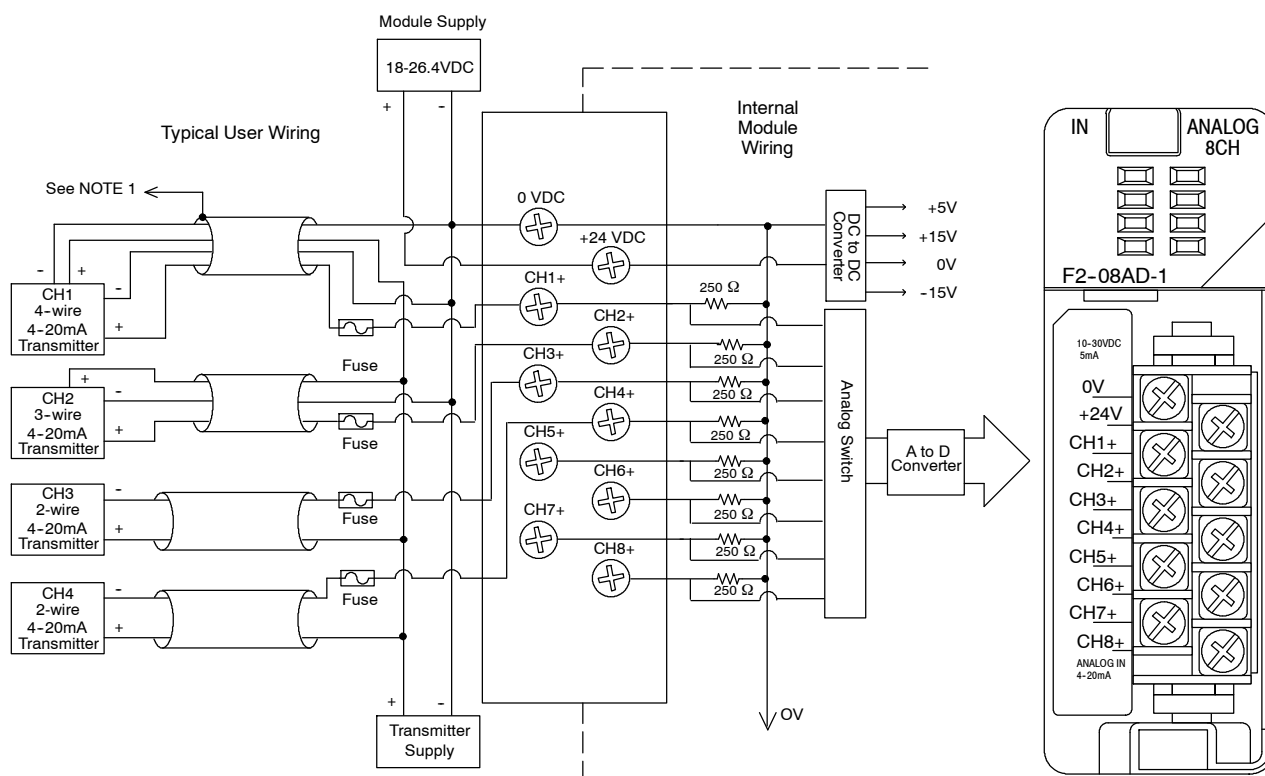 Module Supply
18-26.4VDC
+ -
Typical User Wiring
Internal
Module
Wiring
See NOTE 1
0 VDC
+24 VDC
CH1+
CH2+
CH3+
CH4+
CH5+
CH6+
CH7+
CH8+
- +
CH1
4-wire
4-20mA
Transmitter
-
+
Fuse
+
CH2
3-wire
4-20mA
Transmitter
-
+
Fuse
CH3
2-wire
4-20mA
Transmitter
-
+
Fuse
CH4
2-wire
4-20mA
Transmitter
-
+
Fuse
+ -
Transmitter
Supply
250 Ω
250 Ω
250 Ω
250 Ω
250 Ω
250 Ω
250 Ω
250 Ω
OV
DC to DC
Converter
+5V
+15V
0V
-15V
Analog Switch
A to D
Converter
IN
ANALOG
8CH
F2-08AD-1
10-30VDC
5mA
0V
+24V
CH1+
CH2+
CH3+
CH4+
CH5+
CH6+
CH7+
CH8+
ANALOG IN
4-20mA